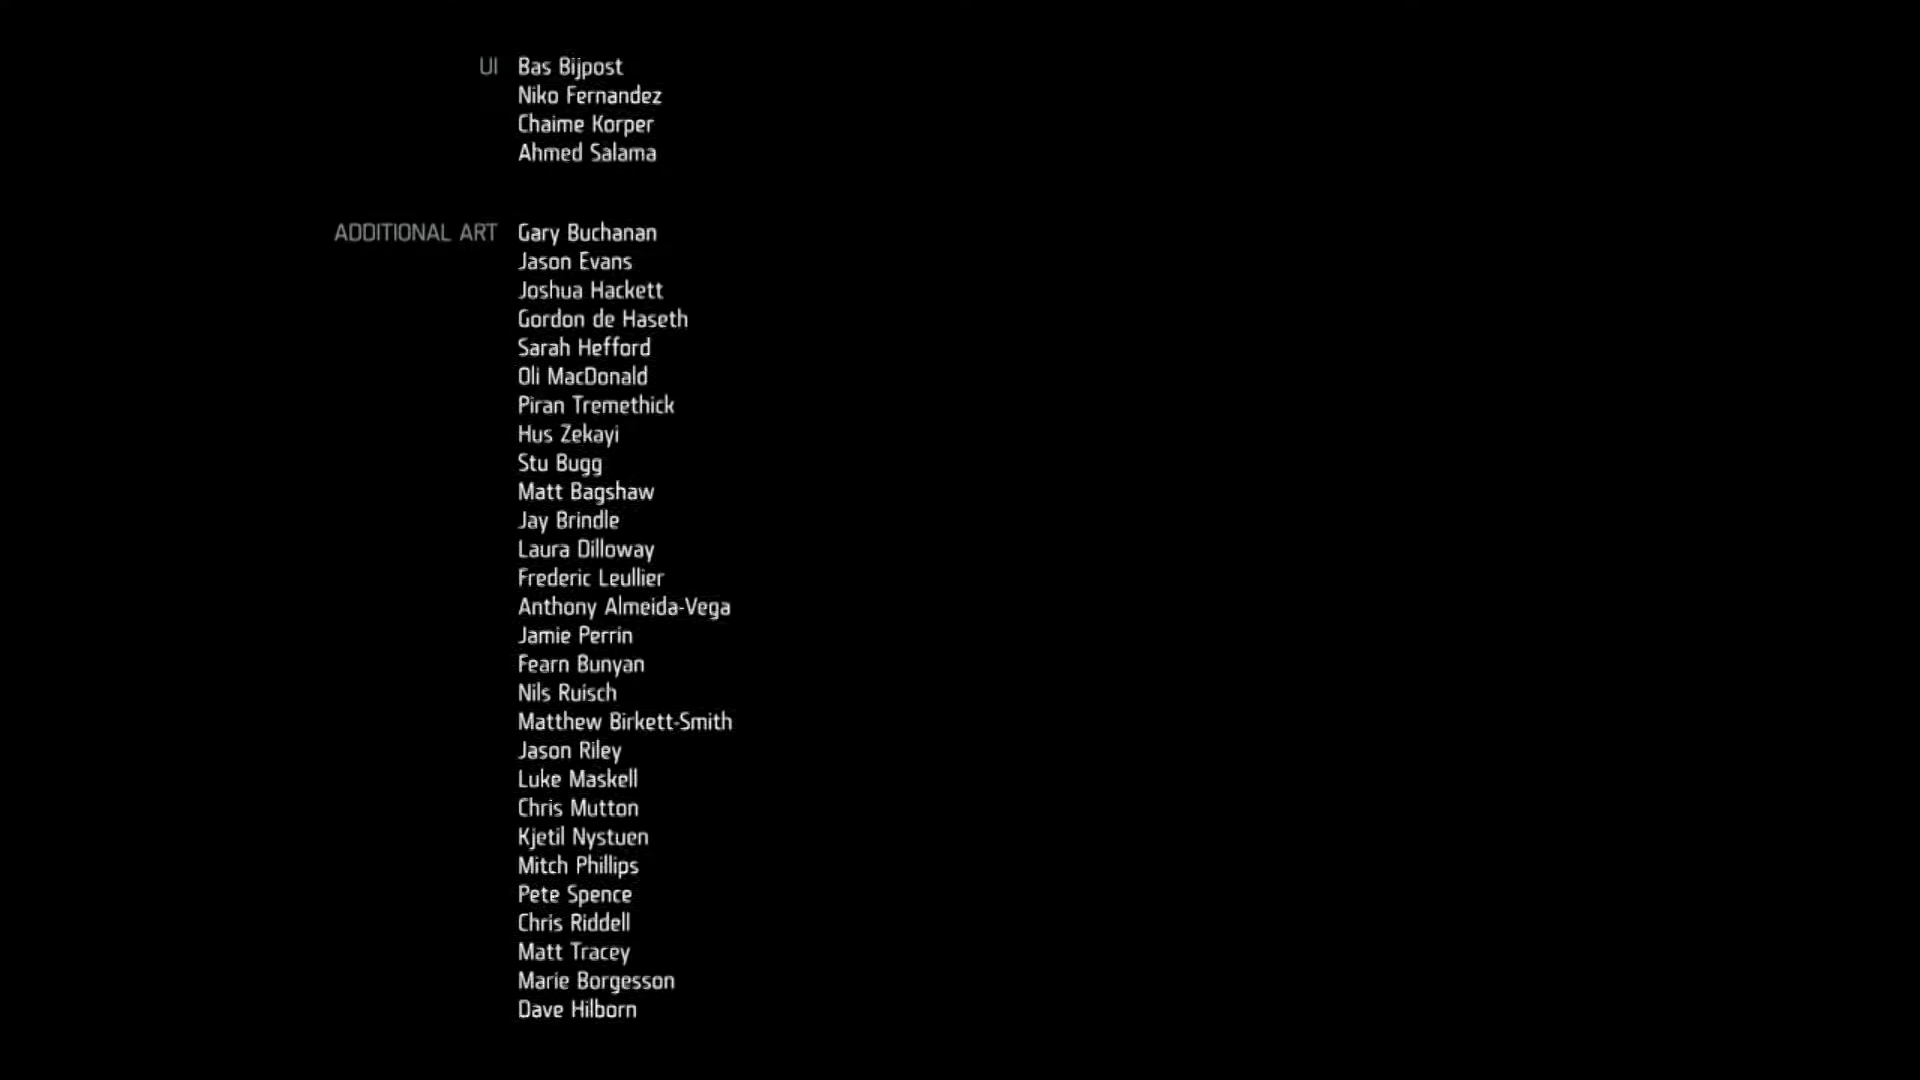 UI Bas Bijpost
Niko Fernandez
Chaime Korper
Ahmed Salama
ADDITIONAL ART Gary Buchanan
Jason Evans
Joshua Hackett
Gordon de Haseth
Sarah Hefford
Oli MacDonald
Piran Tremethick
Hus Zekayi
Stu Bugg
Matt Bagshaw
Jay Brindle
Laura Dilloway
Frederic Leullier
Anthony Almeida-Vega
Jamie Perrin
Fearn Bunyan
Nils Ruisch
Matthew Birkett-Smith
Jason Riley
Luke Maskell
Chris Mutton
Kjetil Nystuen
Mitch Phillips
Pete Spence
Chris Riddell
Matt Tracey
Marie Borgesson
Dave Hilborn